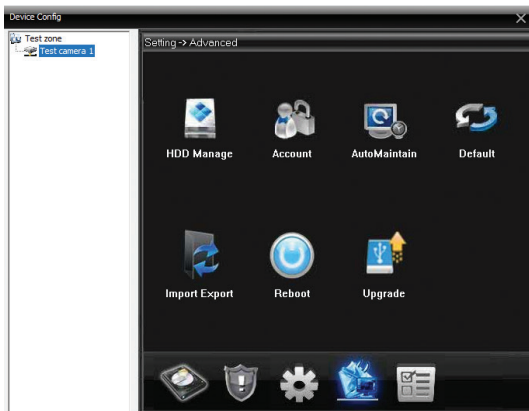 Device Config
Test zone
Test camera 1
Setting -> Advanced
HDD Manage Account AutoMaintain Default
Import Export Reboot Upgrade